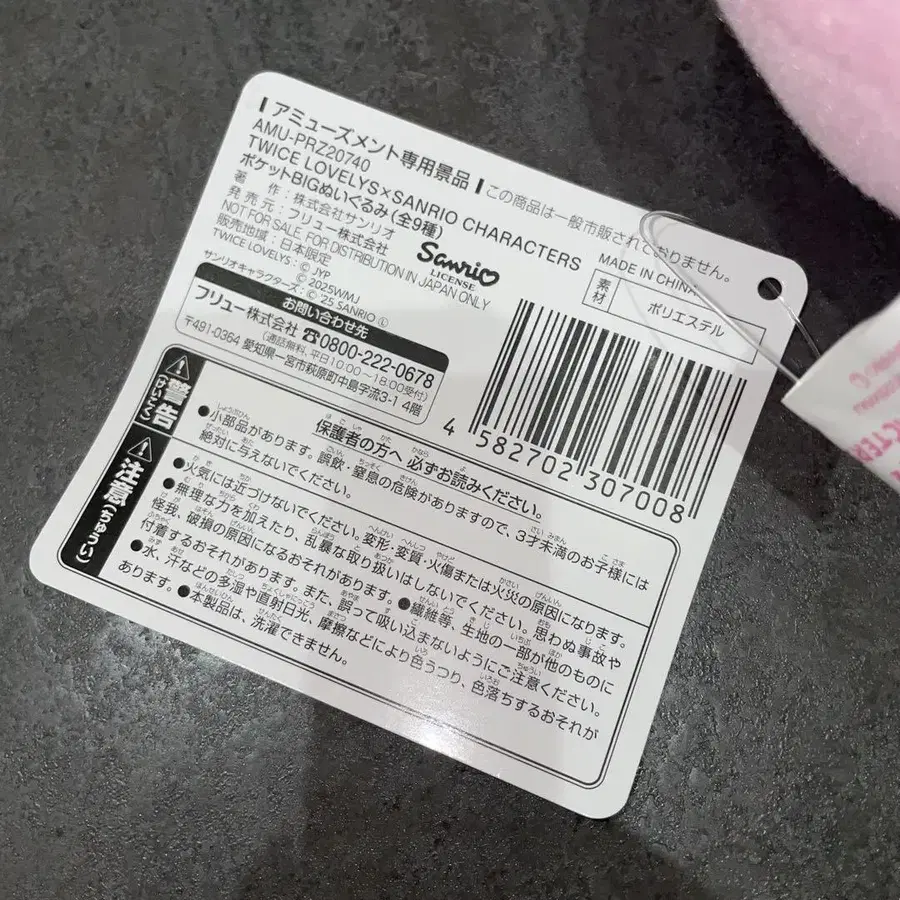 アミューズメント専用景品
この商品は一般市販されておりません。
AMU-PRZ20740
TWICE LOVELYS×SANRIO CHARACTERS
MADE IN CHINA
ポケットBIGぬいぐるみ(全9種)
素材 ポリエステル
著 作:株式会社サンリオ
発 売 元:フリュー株式会社
NOT FOR SALE, FOR DISTRIBUTION IN JAPAN ONLY
販売地域:日本限定
TWICE LOVELYS:Ⓒ JYP
Ⓒ 2025WMJ
サンリオキャラクターズ:Ⓒ '25 SANRIO Ⓛ
Sanrio
LICENSE
お問い合わせ先
フリュー株式会社 ☎0800-222-0678
(通話無料、平日10:00~18:00受付)
〒491-0364 愛知県一宮市萩原町中島字流3-1 4階
4 582702 307008
警告
(けいこく)
保護者の方へ 必ずお読みください。
●小部品があります。誤飲・窒息の危険がありますので、3才未満のお子様には
絶対に与えないでください。
注意(ちゅうい)
●火気には近づけないでください。変形・変質・火傷または火災の原因になります。
●無理な力を加えたり、乱暴な取り扱いはしないでください。思わぬ事故や
怪我、破損の原因になるおそれがあります。●繊維等、生地の一部が他のものに
付着するおそれがあります。また、誤って吸い込まないようにご注意ください。
●水、汗などの多湿や直射日光、摩擦などにより色うつり、色落ちするおそれが
あります。●本製品は、洗濯できません。